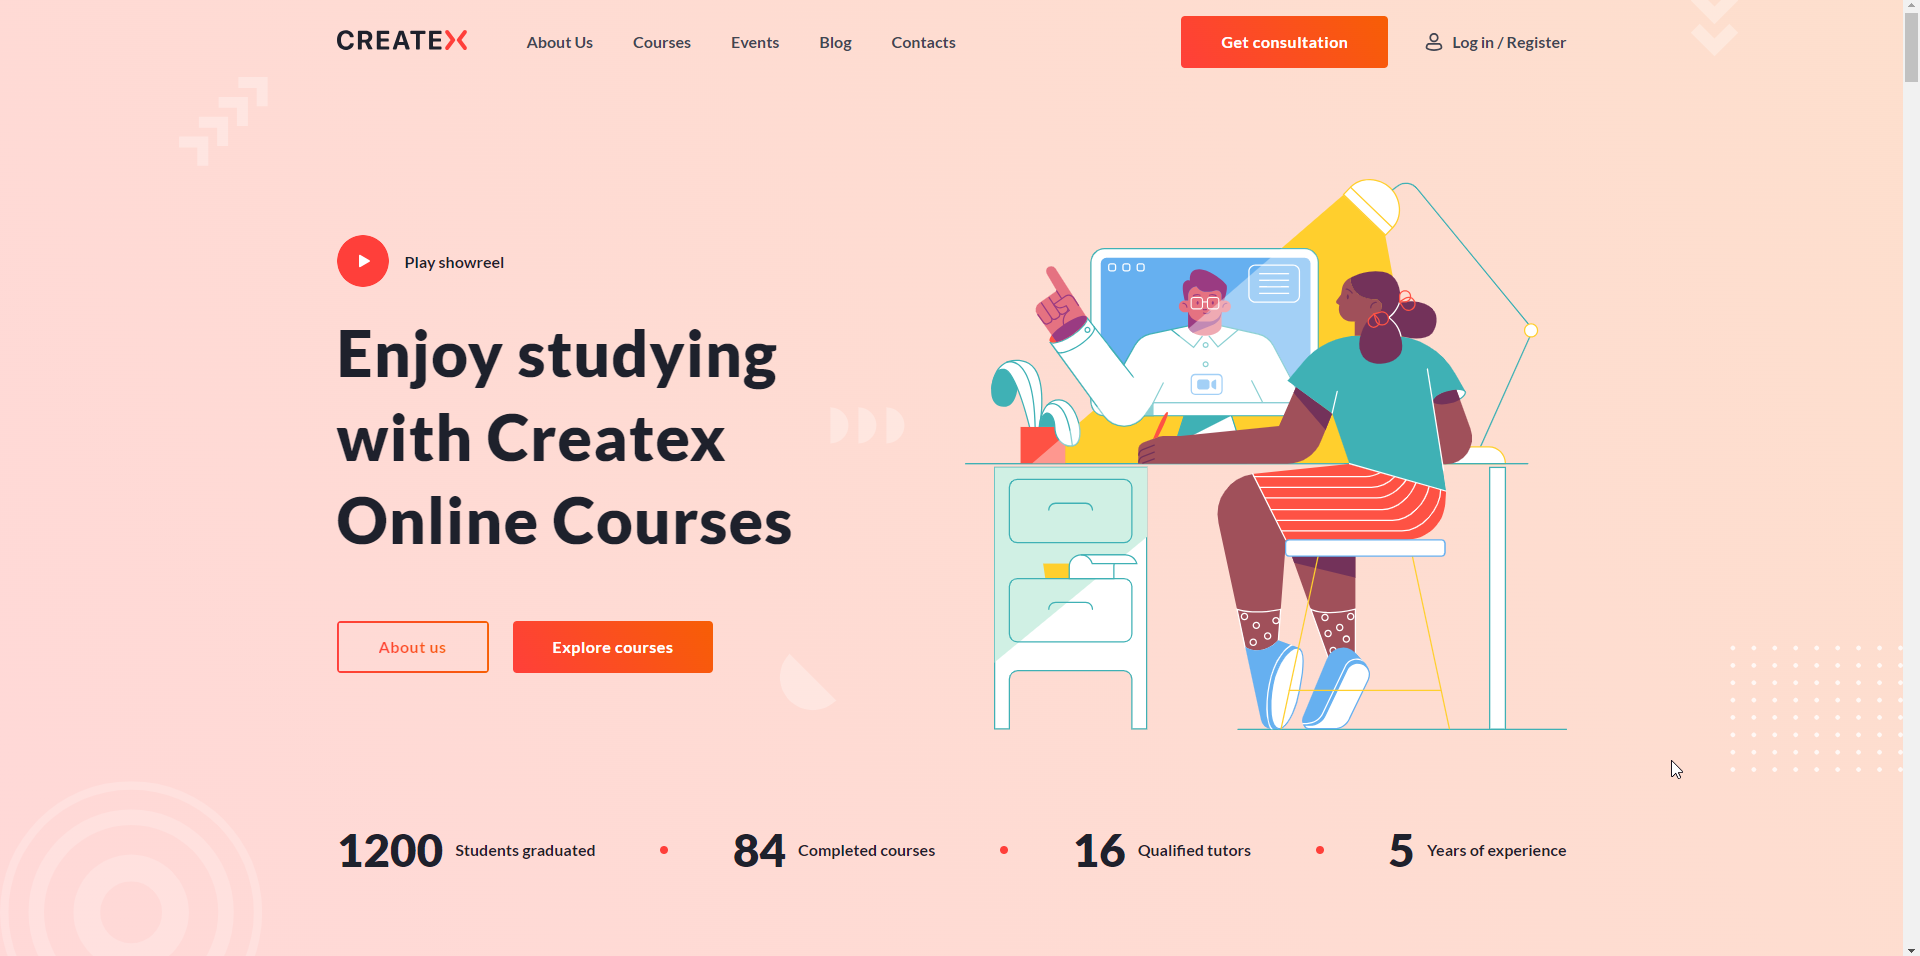 CREATEX
About Us
Courses
Events
Blog
Contacts
Get consultation
Log in / Register
Play showreel
Enjoy studying
with Createx
Online Courses
About us
Explore courses
1200 Students graduated
84 Completed courses
16 Qualified tutors
5 Years of experience